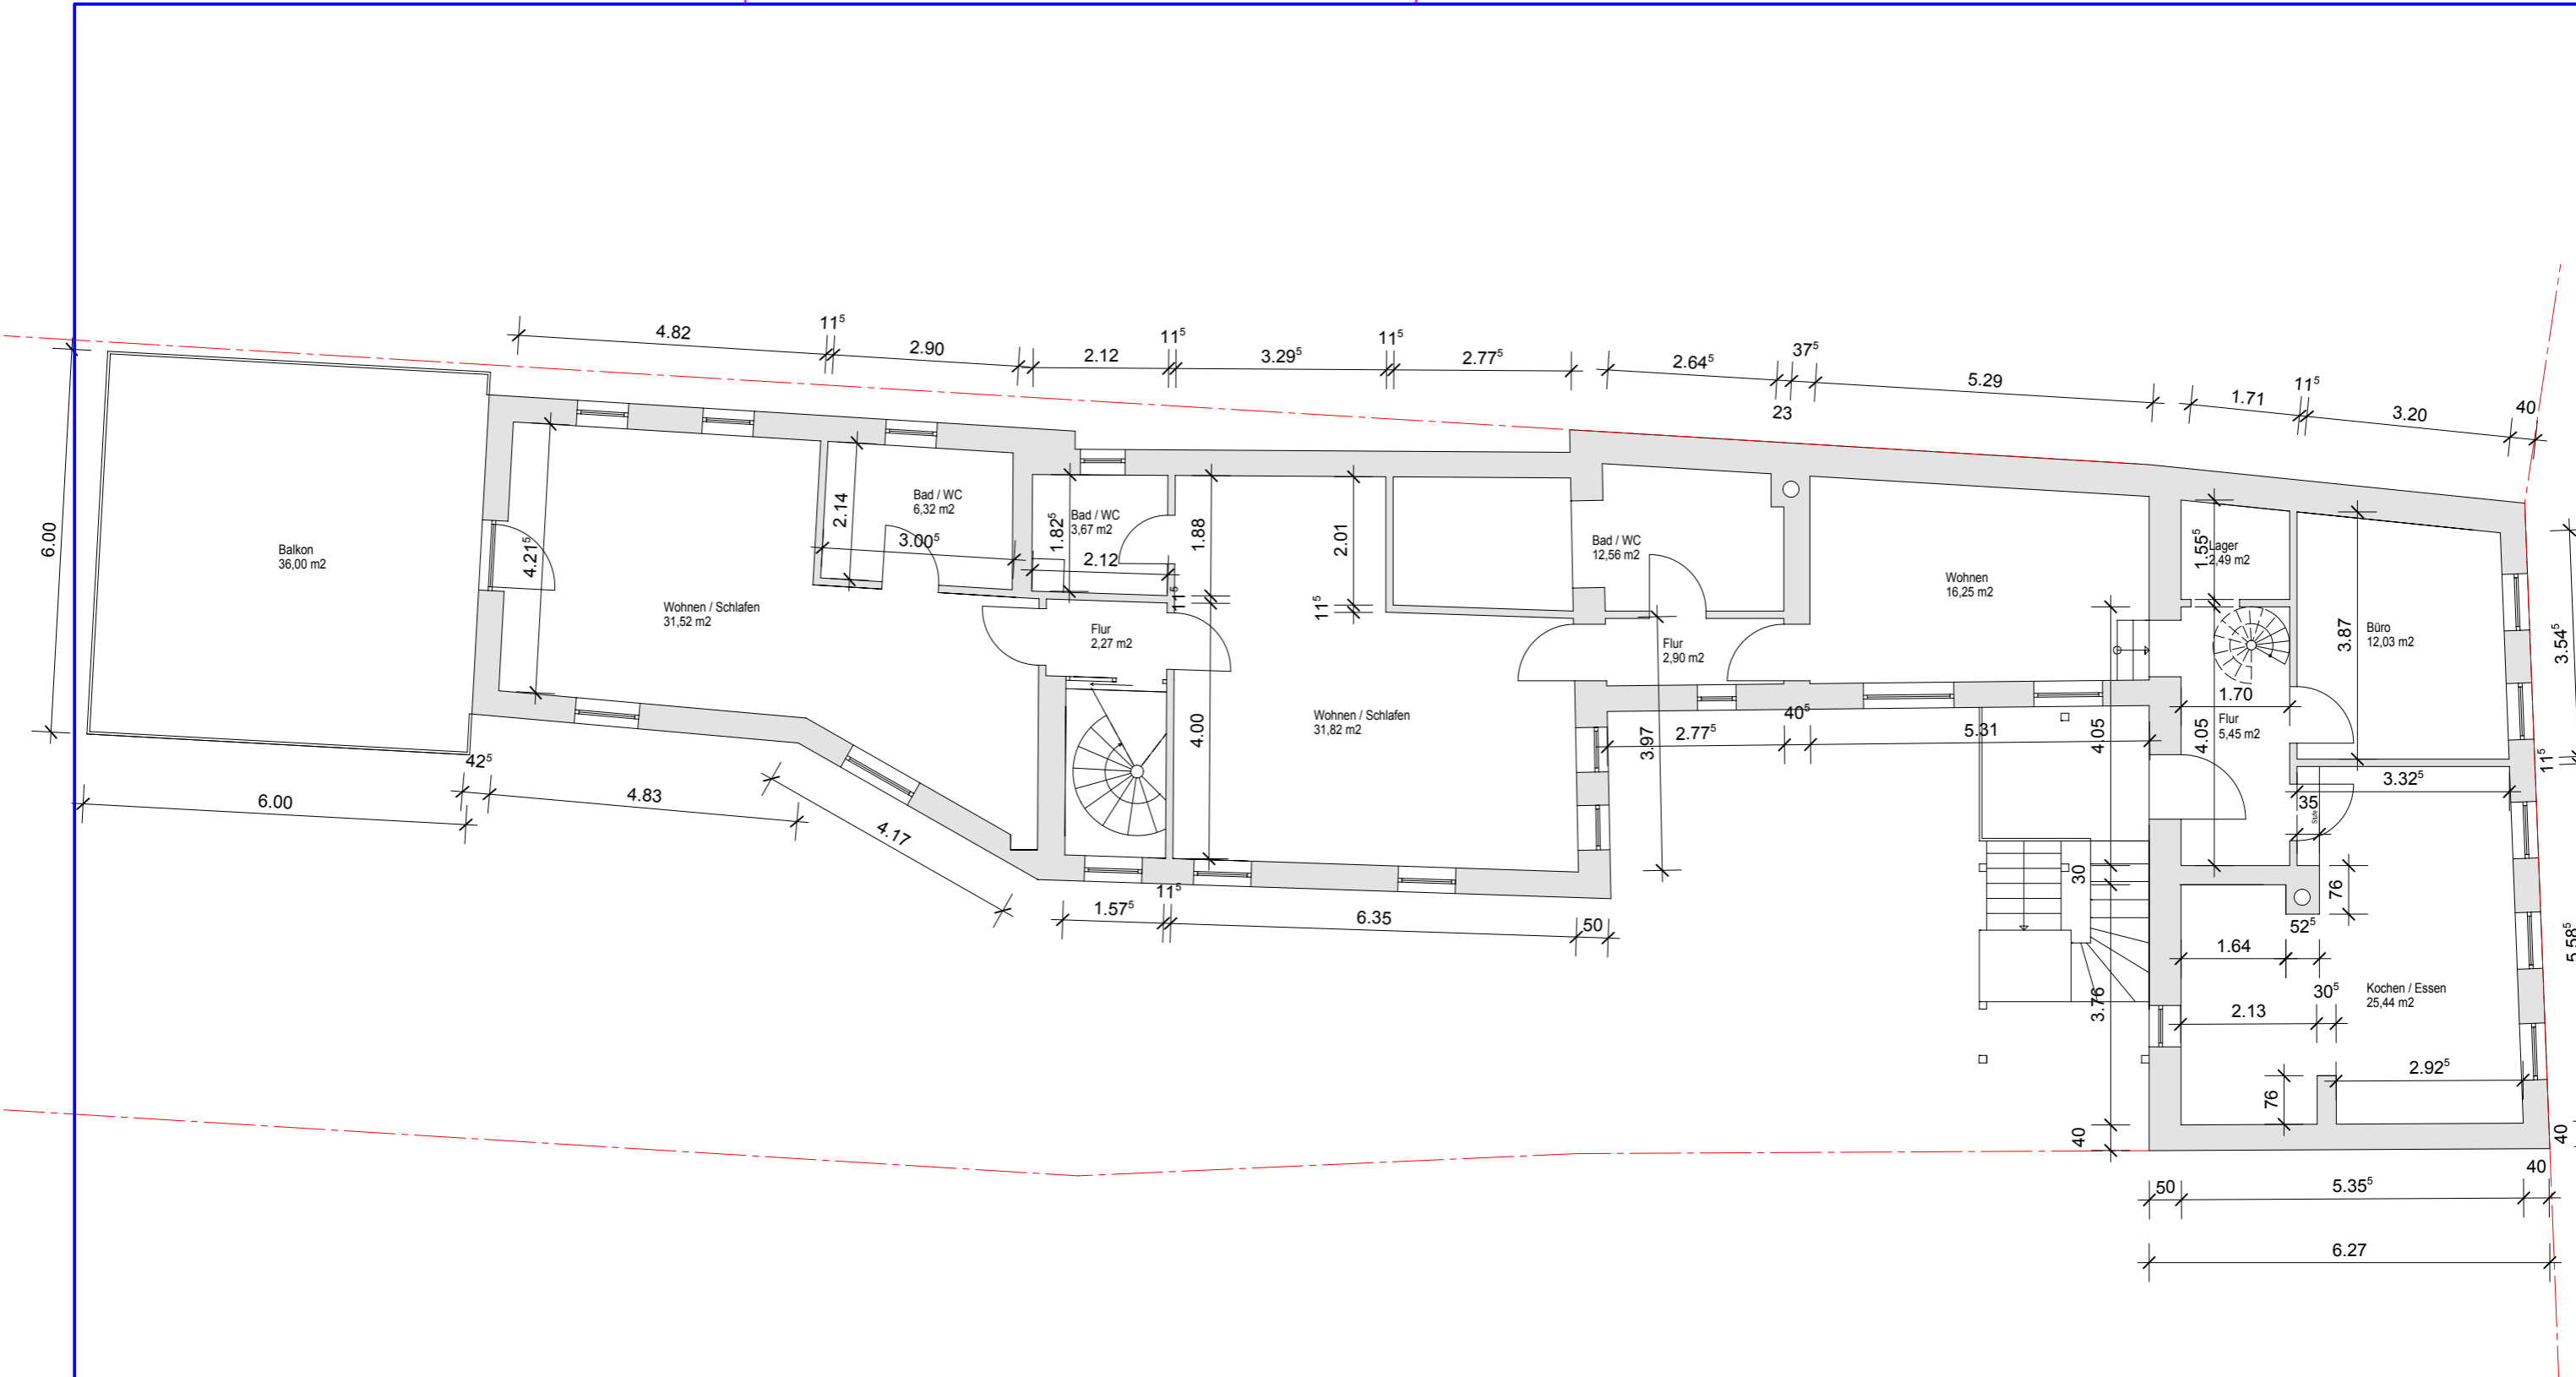 4.82
11⁵
2.90
2.12
11⁵
3.29⁵
11⁵
2.77⁵
2.64⁵
37⁵
23
5.29
1.71
11⁵
3.20
40
6.00
Balkon
36,00 m2
4.21⁵
2.14
Bad / WC
6,32 m2
3.00⁵
Wohnen / Schlafen
31,52 m2
1.82⁵
Bad / WC
3,67 m2
2.12
11⁵
1.88
2.01
11⁵
Flur
2,27 m2
Wohnen / Schlafen
31,82 m2
4.00
Bad / WC
12,56 m2
Flur
2,90 m2
3.97
2.77⁵
40⁵
5.31
Wohnen
16,25 m2
4.05
1.55⁵
Lager
2,49 m2
4.05
1.70
Flur
5,45 m2
3.87
Büro
12,03 m2
3.54⁵
11⁵
3.32⁵
35
Stufe
30
76
52⁵
1.64
30⁵
2.13
Kochen / Essen
25,44 m2
5.58⁵
3.76
2.92⁵
76
40
40
40
50
5.35⁵
6.27
42⁵
6.00
4.83
4.17
1.57⁵
11⁵
6.35
50